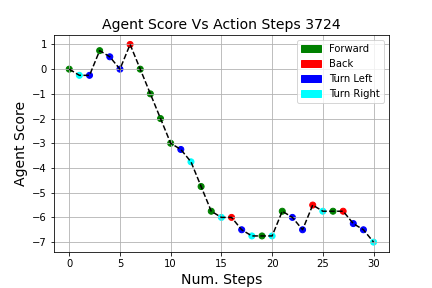 Agent Score Vs Action Steps 3724
Forward
Back
Turn Left
Turn Right
Agent Score
1
0
−1
−2
−3
−4
−5
−6
−7
0 5 10 15 20 25 30
Num. Steps